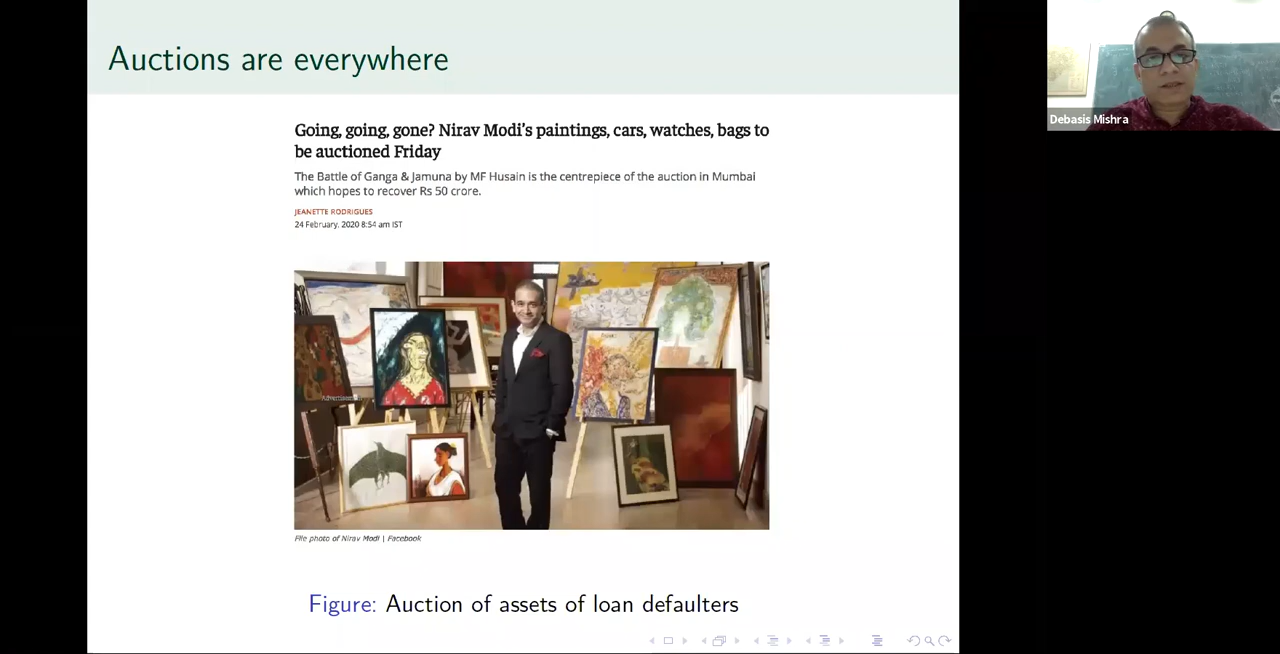 Auctions are everywhere
Going, going, gone? Nirav Modi's paintings, cars, watches, bags to
be auctioned Friday
The Battle of Ganga & Jamuna by MF Husain is the centrepiece of the auction in Mumbai
which hopes to recover Rs 50 crore.
JEANETTE RODRIGUES
24 February, 2020 8:54 am IST
Advertisement
File photo of Nirav Modi | Facebook
Figure: Auction of assets of loan defaulters
Debasis Mishra